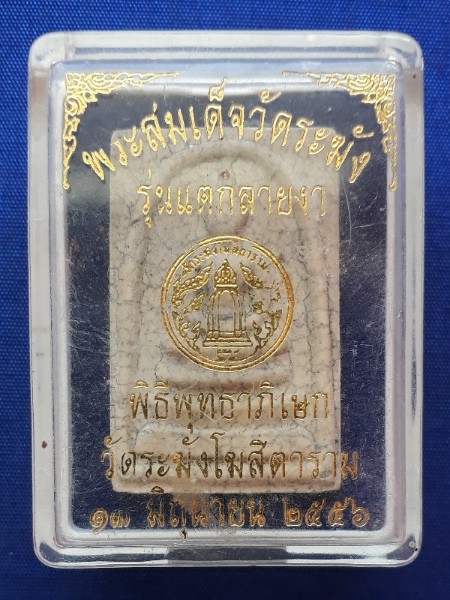 พระสมเด็จวัดระฆัง
รุ่นแตกลายงา
พิธีพุทธาภิเษก
วัดระฆังโฆสิตาราม
๑๓ มิถุนายน ๒๕๕๖